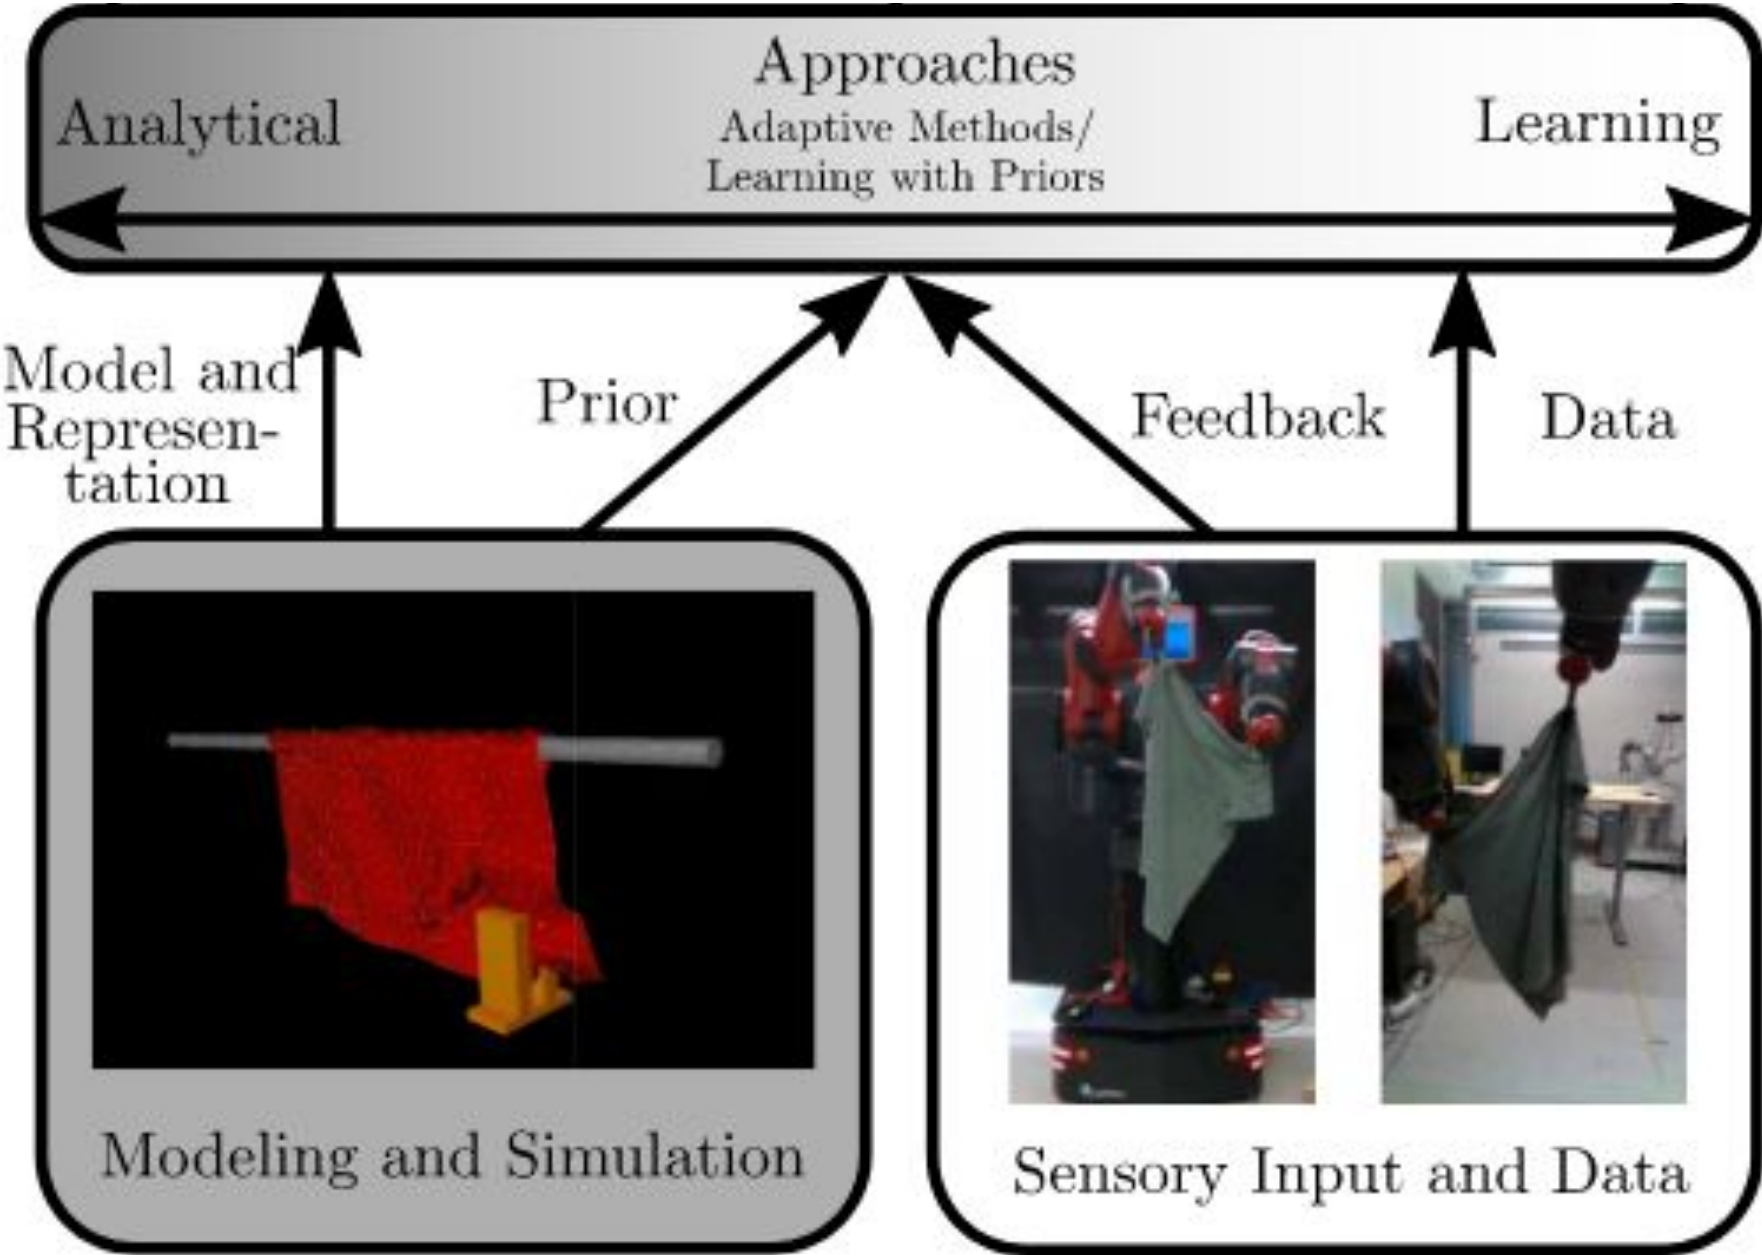 Approaches
Analytical
Adaptive Methods/
Learning with Priors
Learning
Model and
Represen-
tation
Prior
Feedback
Data
Modeling and Simulation
Sensory Input and Data